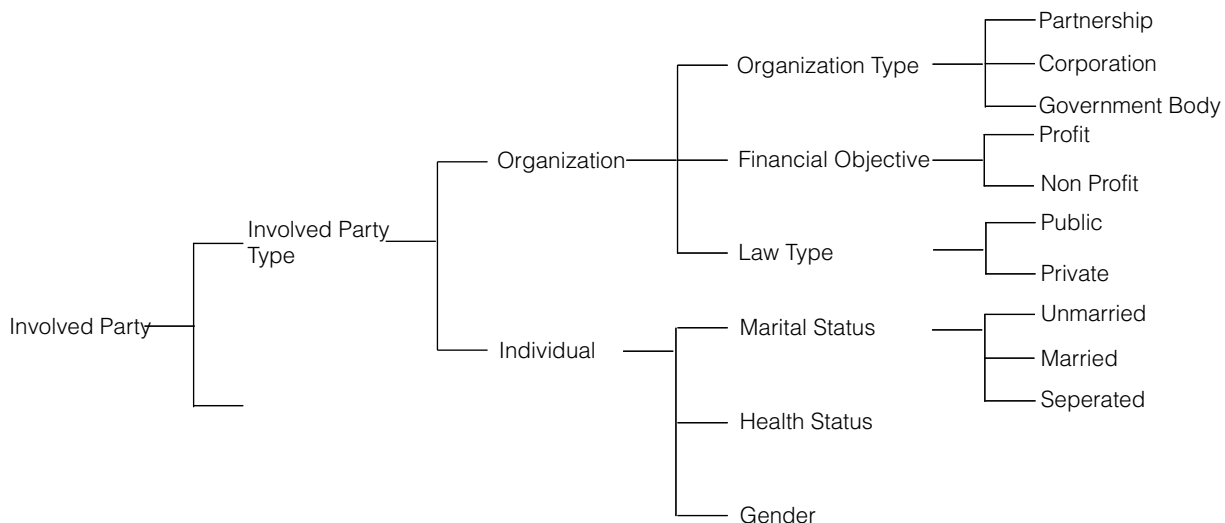 Partnership
Organization Type
Corporation
Government Body
Profit
Organization
Financial Objective
Non Profit
Involved Party
Type
Public
Law Type
Private
Involved Party
Marital Status
Unmarried
Individual
Married
Seperated
Health Status
Gender